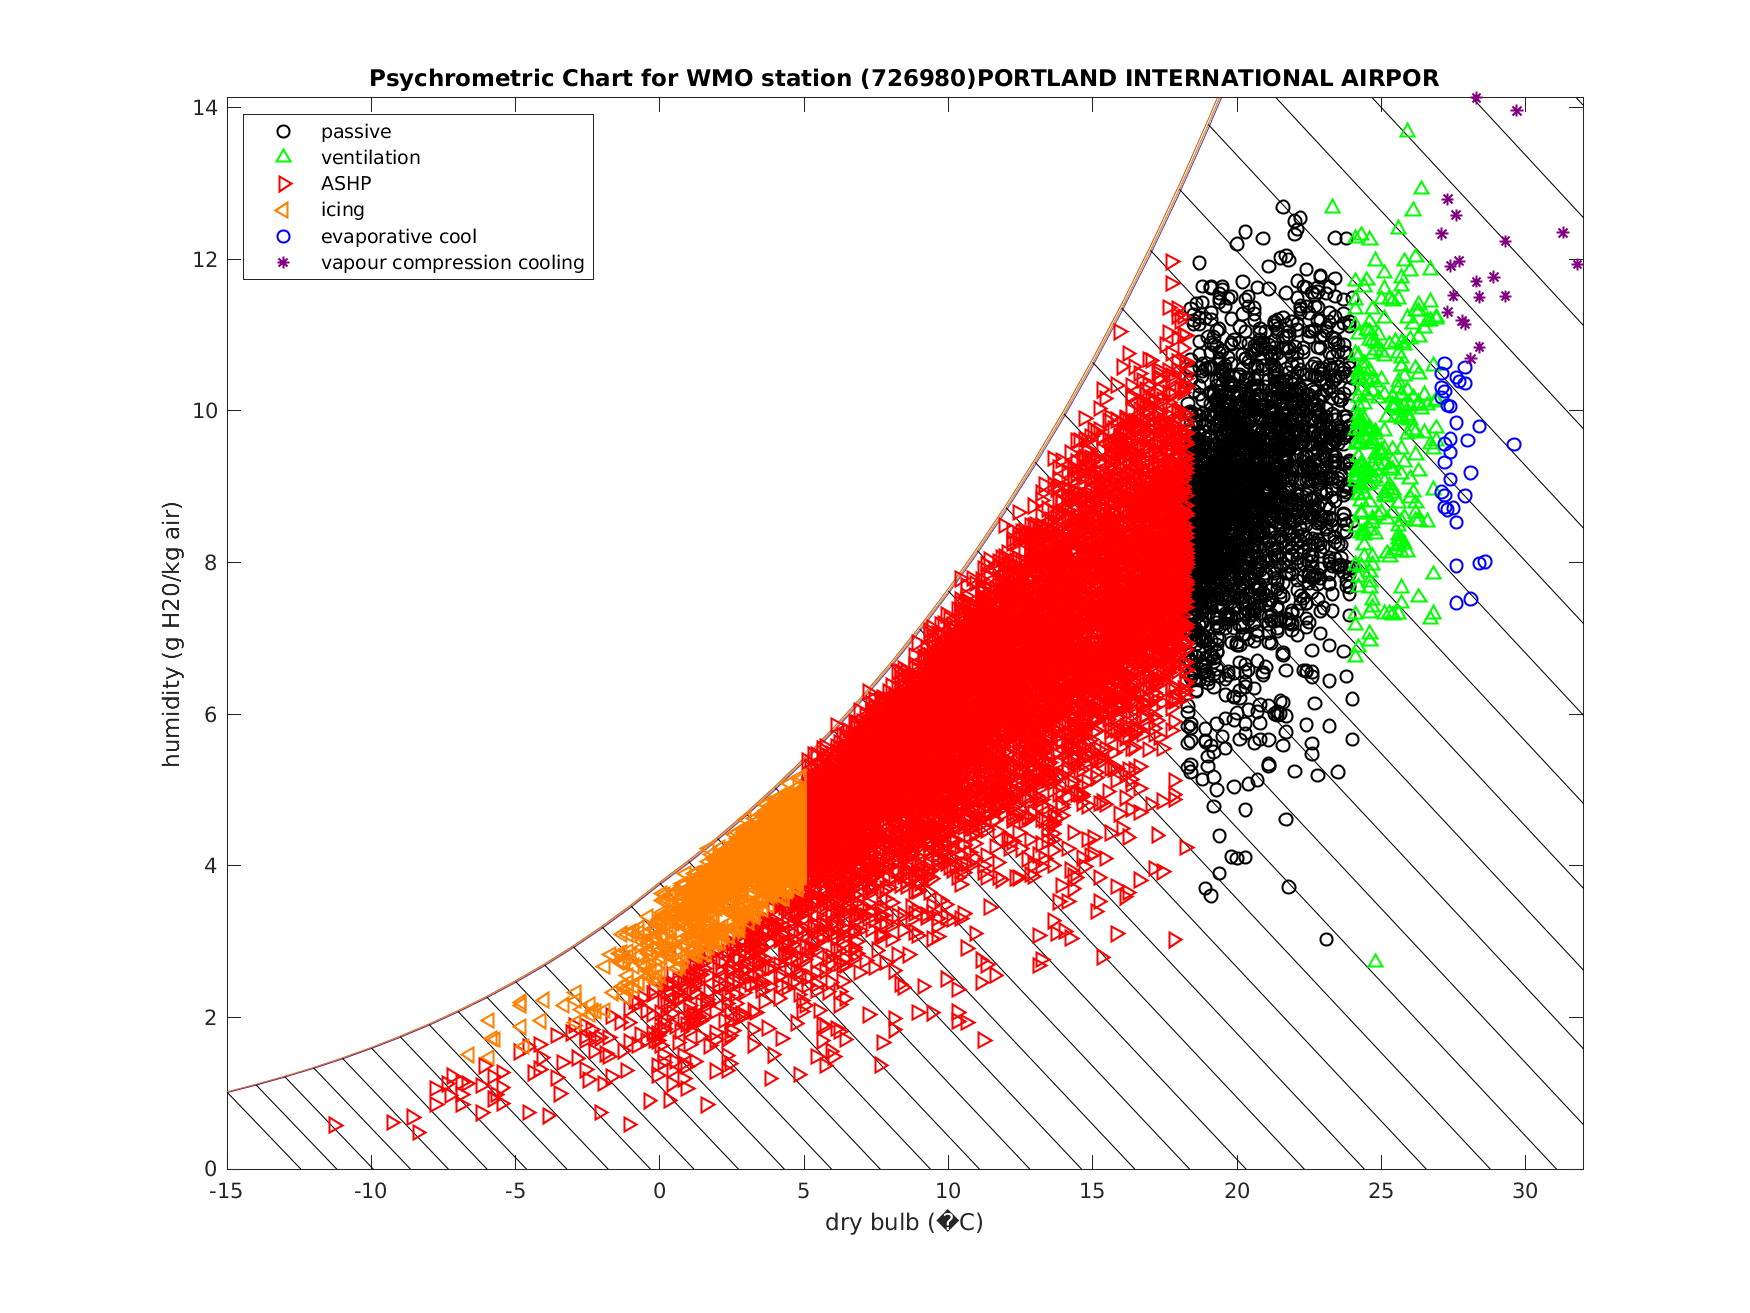 Psychrometric Chart for WMO station (726980)PORTLAND INTERNATIONAL AIRPOR
passive
ventilation
ASHP
icing
evaporative cool
vapour compression cooling
humidity (g H20/kg air)
14
12
10
8
6
4
2
0
-15 -10 -5 0 5 10 15 20 25 30
dry bulb (�C)